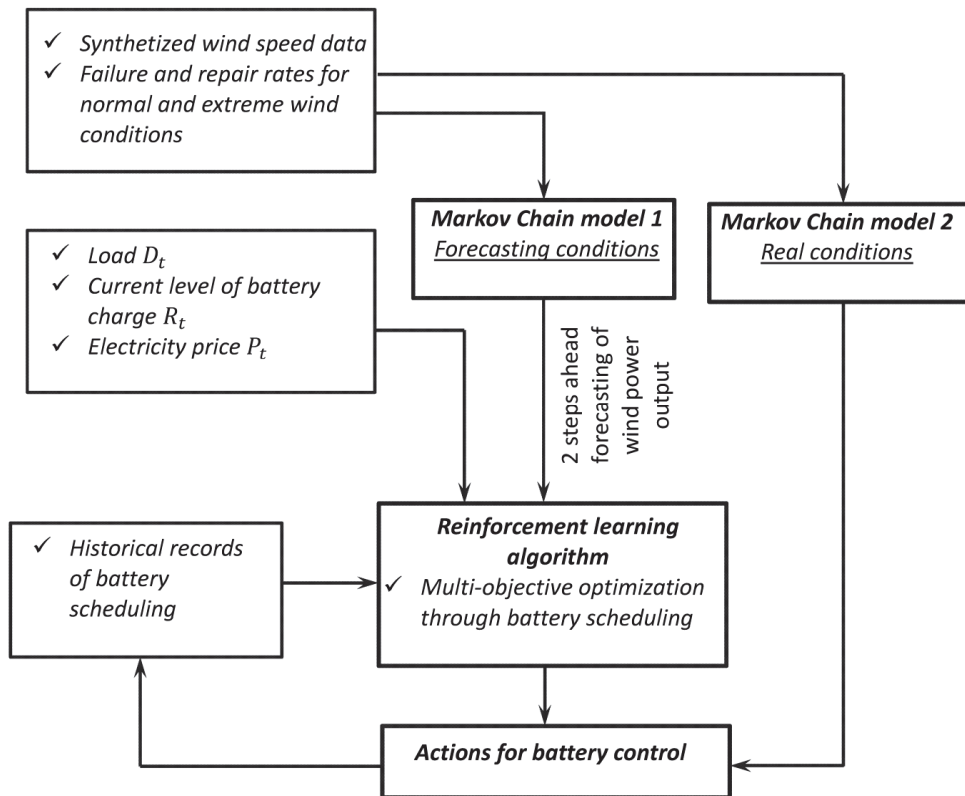 ✓ Synthetized wind speed data
✓ Failure and repair rates for
normal and extreme wind
conditions
Markov Chain model 1
Forecasting conditions
Markov Chain model 2
Real conditions
✓ Load Dₜ
✓ Current level of battery
charge Rₜ
✓ Electricity price Pₜ
2 steps ahead
forecasting of
wind power
output
Reinforcement learning
algorithm
✓ Multi-objective optimization
through battery scheduling
✓ Historical records
of battery
scheduling
Actions for battery control